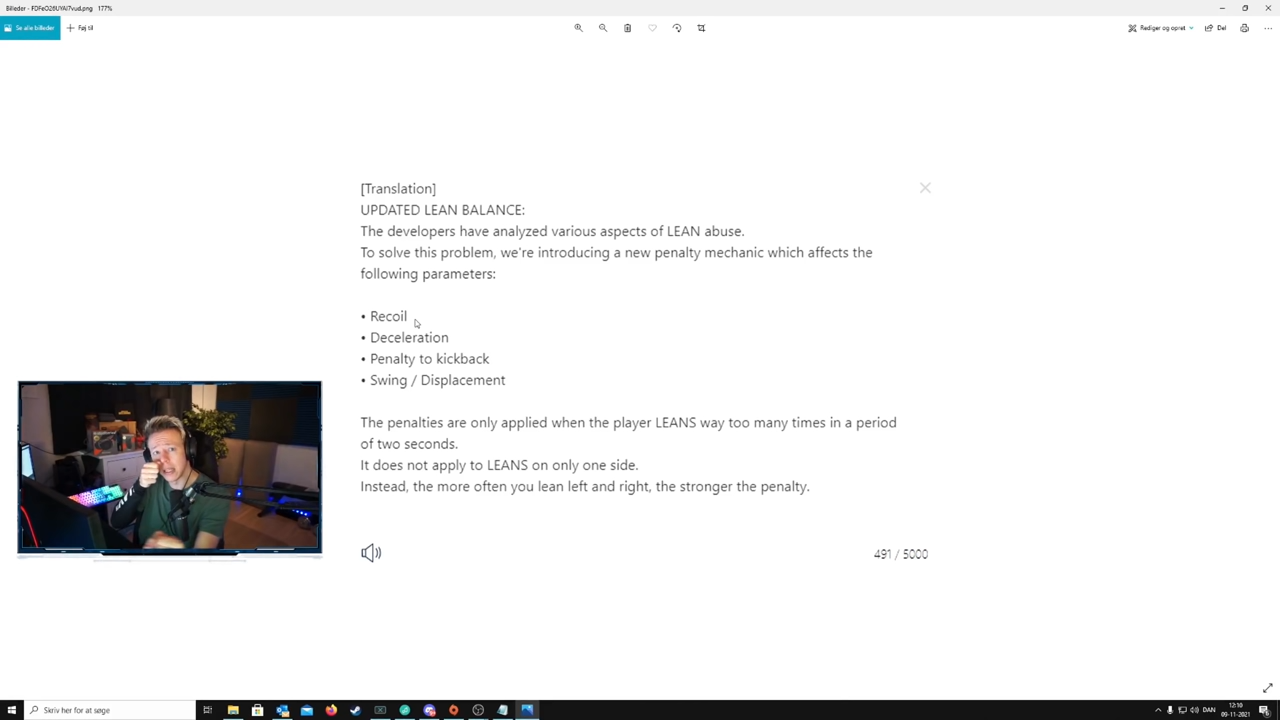 Billeder - FDFeO26UYAI7vud.png 177%
Se alle billeder
Føj til
Rediger og opret
Del
[Translation]
UPDATED LEAN BALANCE:
The developers have analyzed various aspects of LEAN abuse.
To solve this problem, we're introducing a new penalty mechanic which affects the
following parameters:
• Recoil
• Deceleration
• Penalty to kickback
• Swing / Displacement
The penalties are only applied when the player LEANS way too many times in a period
of two seconds.
It does not apply to LEANS on only one side.
Instead, the more often you lean left and right, the stronger the penalty.
491 / 5000
Skriv her for at søge
DAN
12:10
09-11-2021